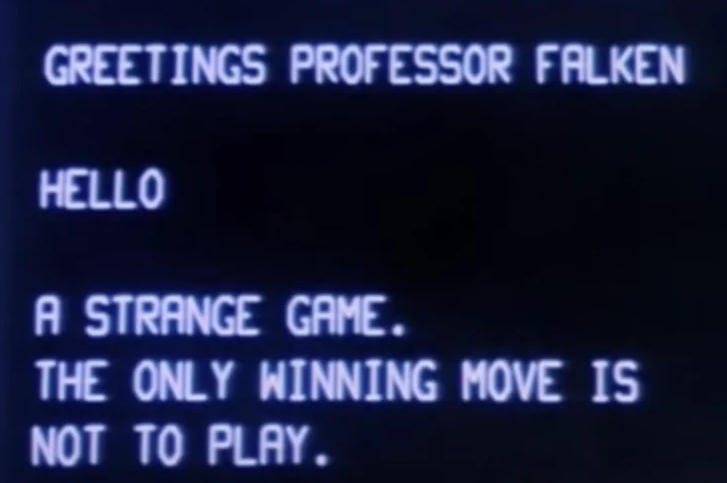 GREETINGS PROFESSOR FALKEN
HELLO
A STRANGE GAME.
THE ONLY WINNING MOVE IS
NOT TO PLAY.